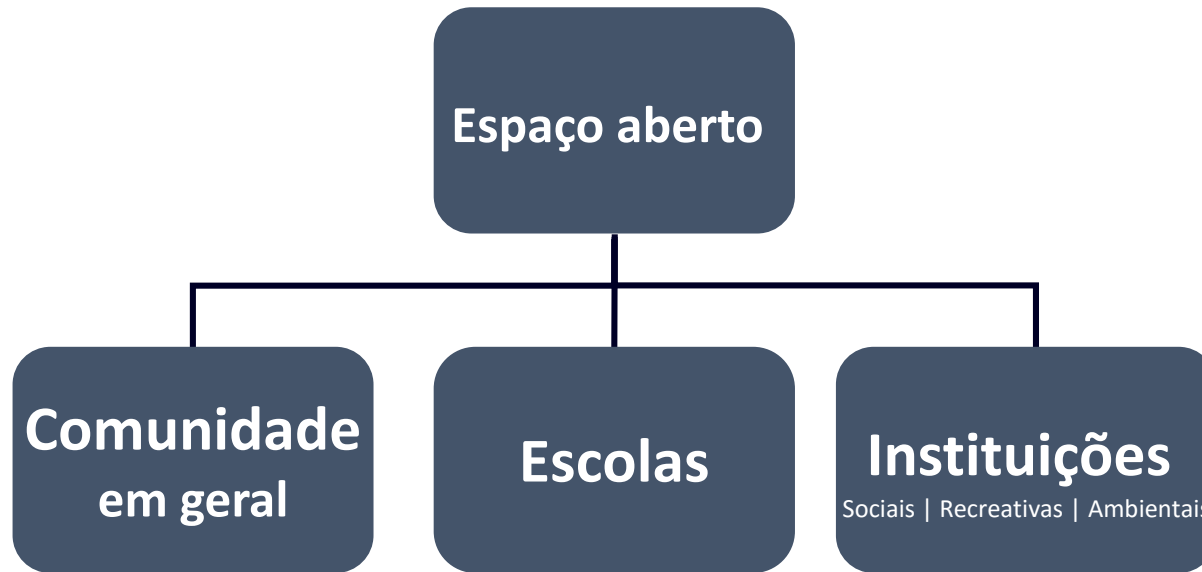 Espaço aberto
Comunidade
em geral
Escolas
Instituições
Sociais | Recreativas | Ambientais